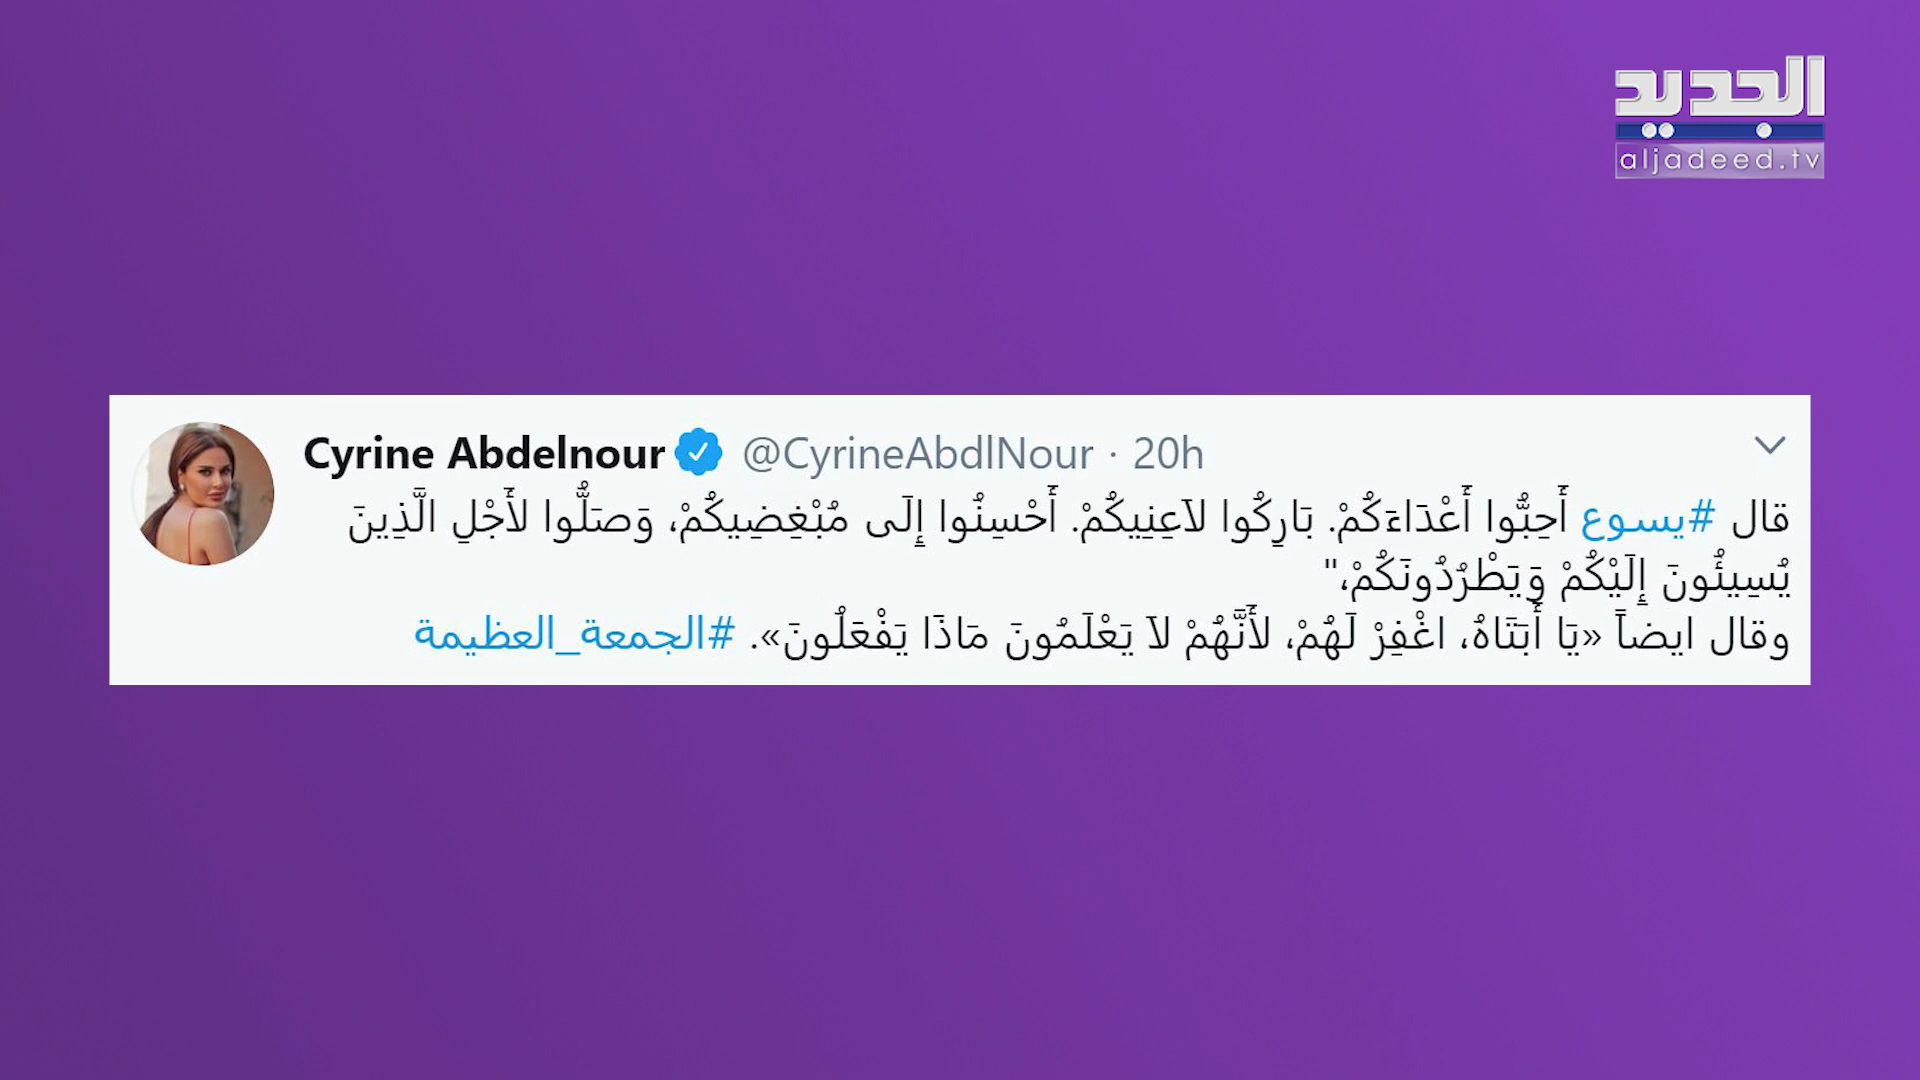 الجديد
aljadeed.tv
Cyrine Abdelnour @CyrineAbdlNour · 20h
قال #يسوع أَحِبُّوا أَعْدَاءَكُمْ. بَارِكُوا لاَعِنِيكُمْ. أَحْسِنُوا إِلَى مُبْغِضِيكُمْ، وَصَلُّوا لأَجْلِ الَّذِينَ
يُسِيئُونَ إِلَيْكُمْ وَيَطْرُدُونَكُمْ،"
وقال ايضاً «يَا أَبَتَاهُ، اغْفِرْ لَهُمْ، لأَنَّهُمْ لاَ يَعْلَمُونَ مَاذَا يَفْعَلُونَ». #الجمعة_العظيمة